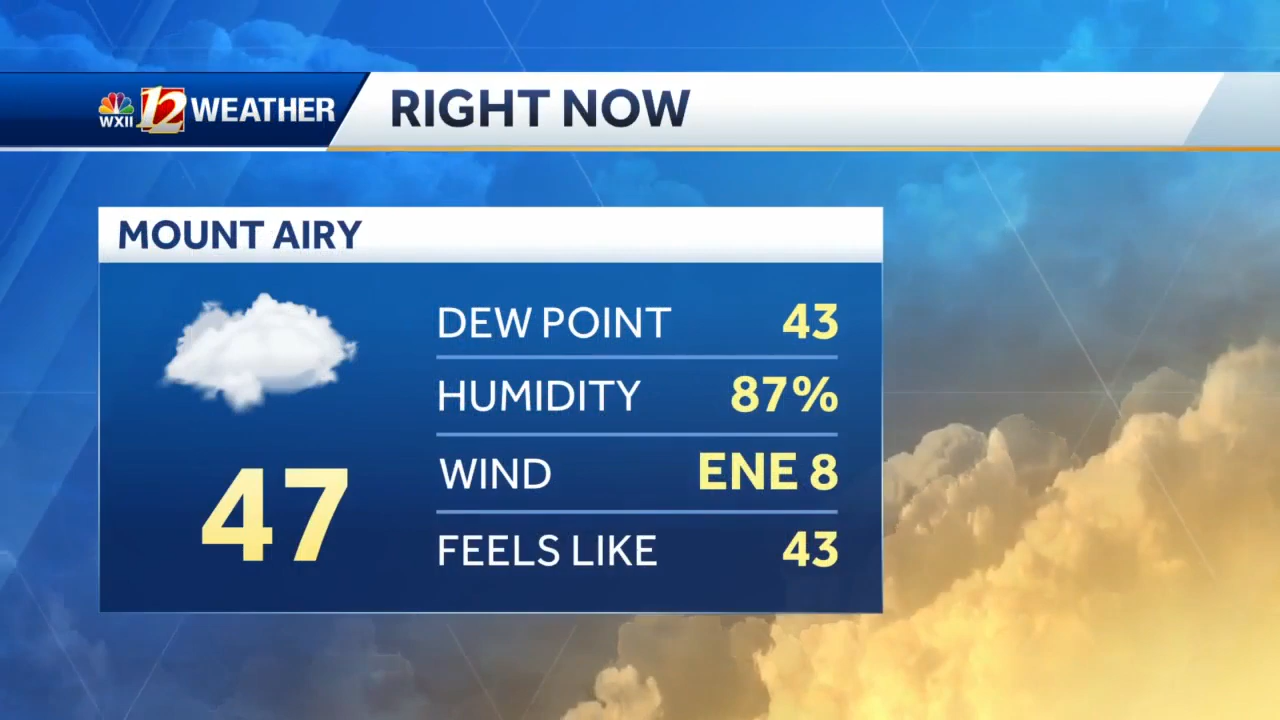 WXII 12 WEATHER
RIGHT NOW
MOUNT AIRY
47
DEW POINT 43
HUMIDITY 87%
WIND ENE 8
FEELS LIKE 43